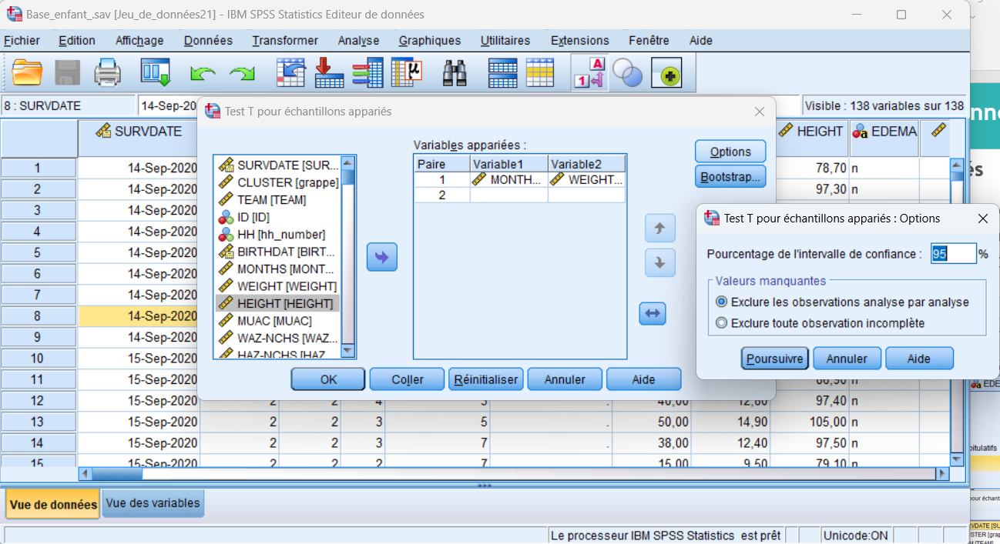 Base_enfant_.sav [Jeu_de_données21] - IBM SPSS Statistics Editeur de données
Fichier Edition Affichage Données Transformer Analyse Graphiques Utilitaires Extensions Fenêtre Aide
8 : SURVDATE 14-Sep-20 Visible : 138 variables sur 138
SURVDATE HEIGHT EDEMA
1 14-Sep-2020 78,70 n
2 14-Sep-2020 97,30 n
3 14-Sep-2020
4 14-Sep-2020
5 14-Sep-2020
6 14-Sep-2020
7 14-Sep-2020
8 14-Sep-2020
9 14-Sep-2020
10 15-Sep-2020
11 15-Sep-2020 66,90 n
12 15-Sep-2020 2 2 4 3 . 40,00 12,80 97,40 n
13 15-Sep-2020 2 2 3 5 . 50,00 14,90 105,00 n
14 15-Sep-2020 2 2 3 7 . 38,00 12,40 97,50 n
15 15-Sep-2020 2 2 2 7 . 15,00 9,50 79,10 n
Vue de données Vue des variables
Le processeur IBM SPSS Statistics est prêt Unicode:ON
Test T pour échantillons appariés
SURVDATE [SUR...
CLUSTER [grappe]
TEAM [TEAM]
ID [ID]
HH [hh_number]
BIRTHDAT [BIRT...
MONTHS [MONT...
WEIGHT [WEIGHT]
HEIGHT [HEIGHT]
MUAC [MUAC]
WAZ-NCHS [WAZ...
HAZ-NCHS [HAZ
Variables appariées :
Paire Variable1 Variable2
1 MONTH... WEIGHT...
2
Options
Bootstrap...
OK Coller Réinitialiser Annuler Aide
Test T pour échantillons appariés : Options
Pourcentage de l'intervalle de confiance : 95 %
Valeurs manquantes
Exclure les observations analyse par analyse
Exclure toute observation incomplète
Poursuivre Annuler Aide